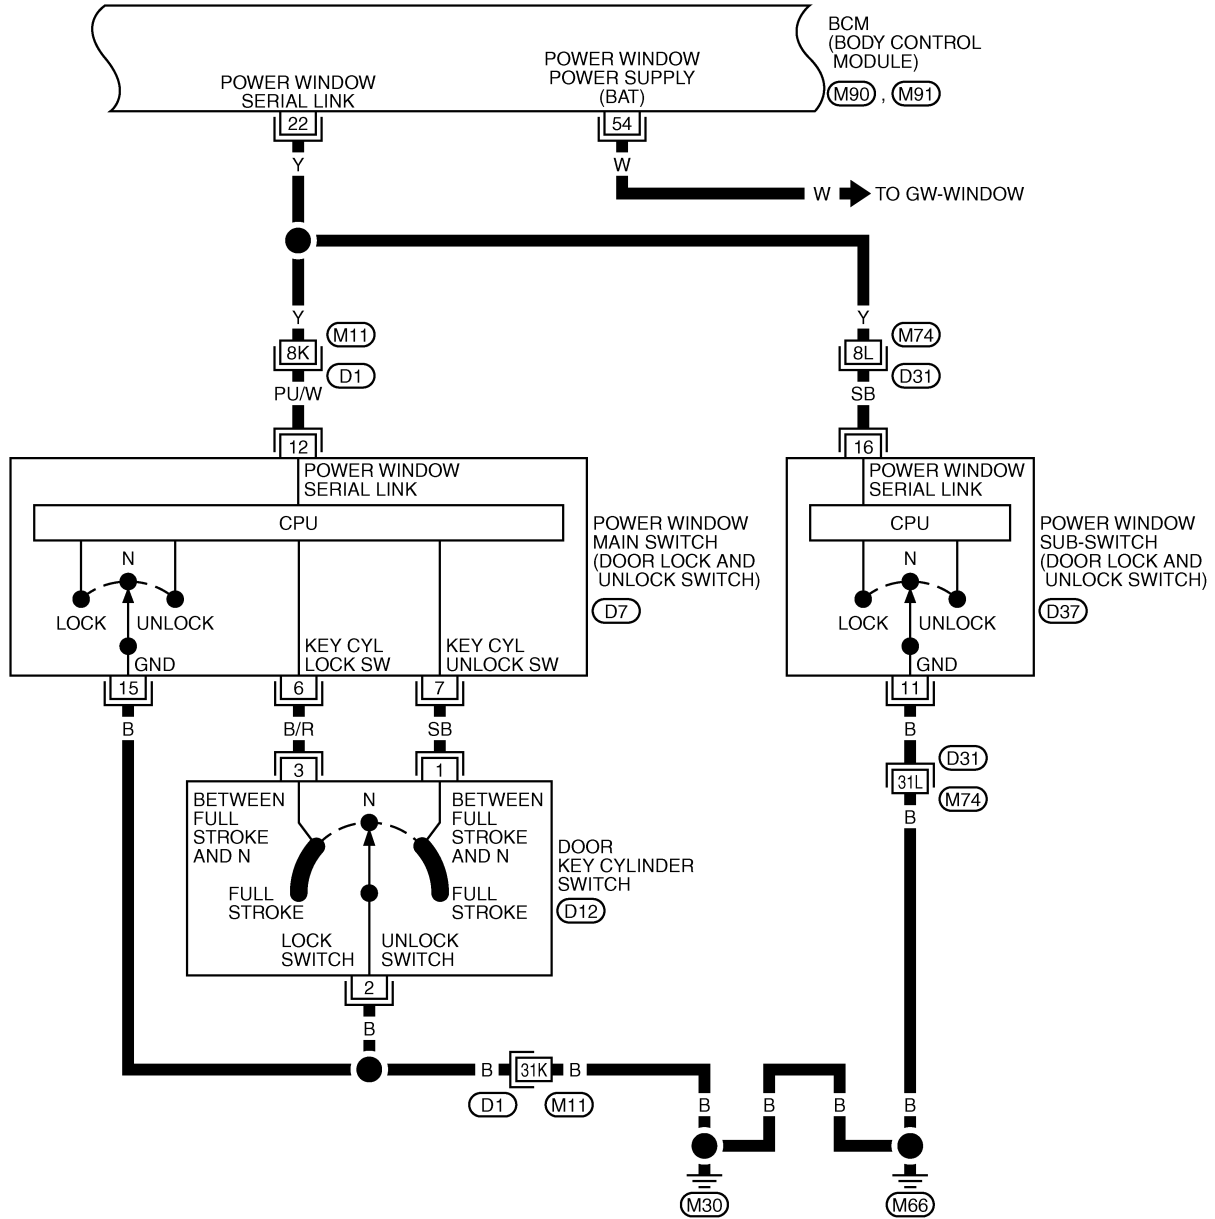 BCM
(BODY CONTROL
MODULE)
M90 , M91
POWER WINDOW
SERIAL LINK
POWER WINDOW
POWER SUPPLY
(BAT)
22
54
Y
W
W
TO GW-WINDOW
Y
Y
M11
M74
8K
8L
D1
D31
PU/W
SB
12
16
POWER WINDOW
SERIAL LINK
POWER WINDOW
SERIAL LINK
CPU
CPU
POWER WINDOW
MAIN SWITCH
(DOOR LOCK AND
UNLOCK SWITCH)
D7
POWER WINDOW
SUB-SWITCH
(DOOR LOCK AND
UNLOCK SWITCH)
D37
N
LOCK
UNLOCK
GND
N
LOCK
UNLOCK
GND
KEY CYL
LOCK SW
KEY CYL
UNLOCK SW
15
6
7
11
B
B/R
SB
B
3
1
D31
31L
M74
B
BETWEEN
FULL
STROKE
AND N
N
BETWEEN
FULL
STROKE
AND N
FULL
STROKE
FULL
STROKE
LOCK
SWITCH
UNLOCK
SWITCH
DOOR
KEY CYLINDER
SWITCH
D12
2
B
B
31K
B
D1
M11
B
B
B
B
M30
M66